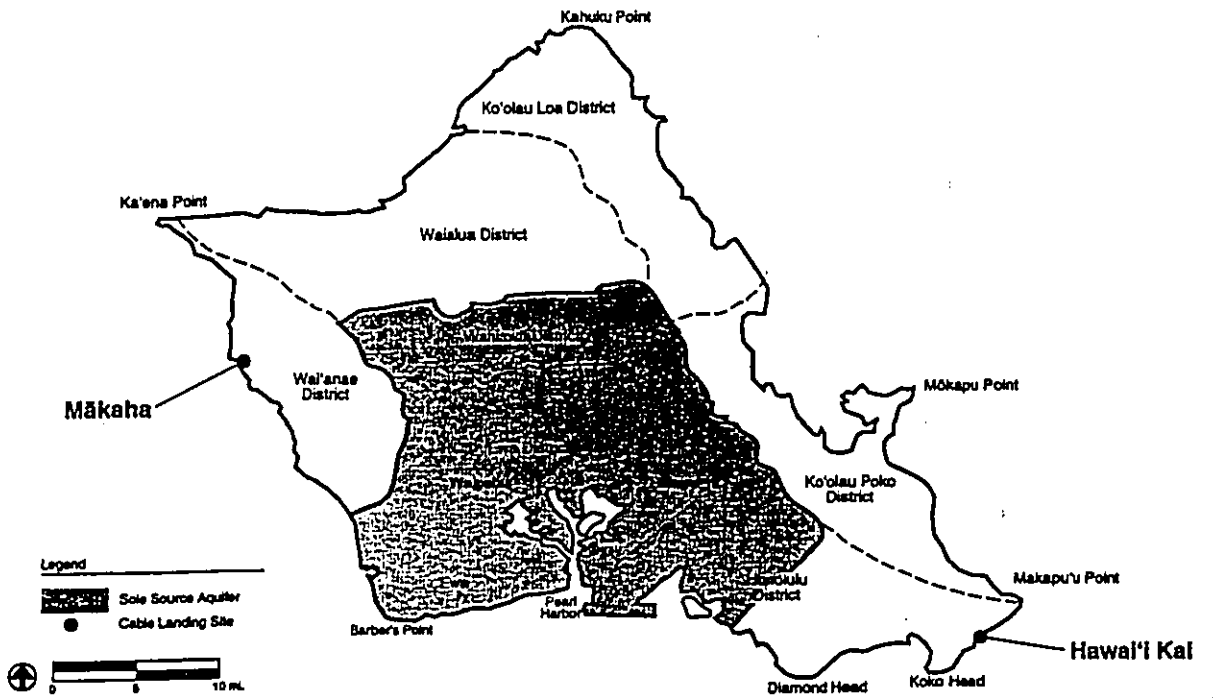 Kahuku Point
Ko'olau Loa District
Ka'ena Point
Waialua District
Wai'anae
District
Mākaha
Mōkapu Point
Ko'olau Poko
District
Honolulu
District
Makapu'u Point
Pearl
Harbor
Barber's Point
Hawai'i Kai
Diamond Head
Koko Head
Legend
Sole Source Aquifer
Cable Landing Site
0 5 10 mi.